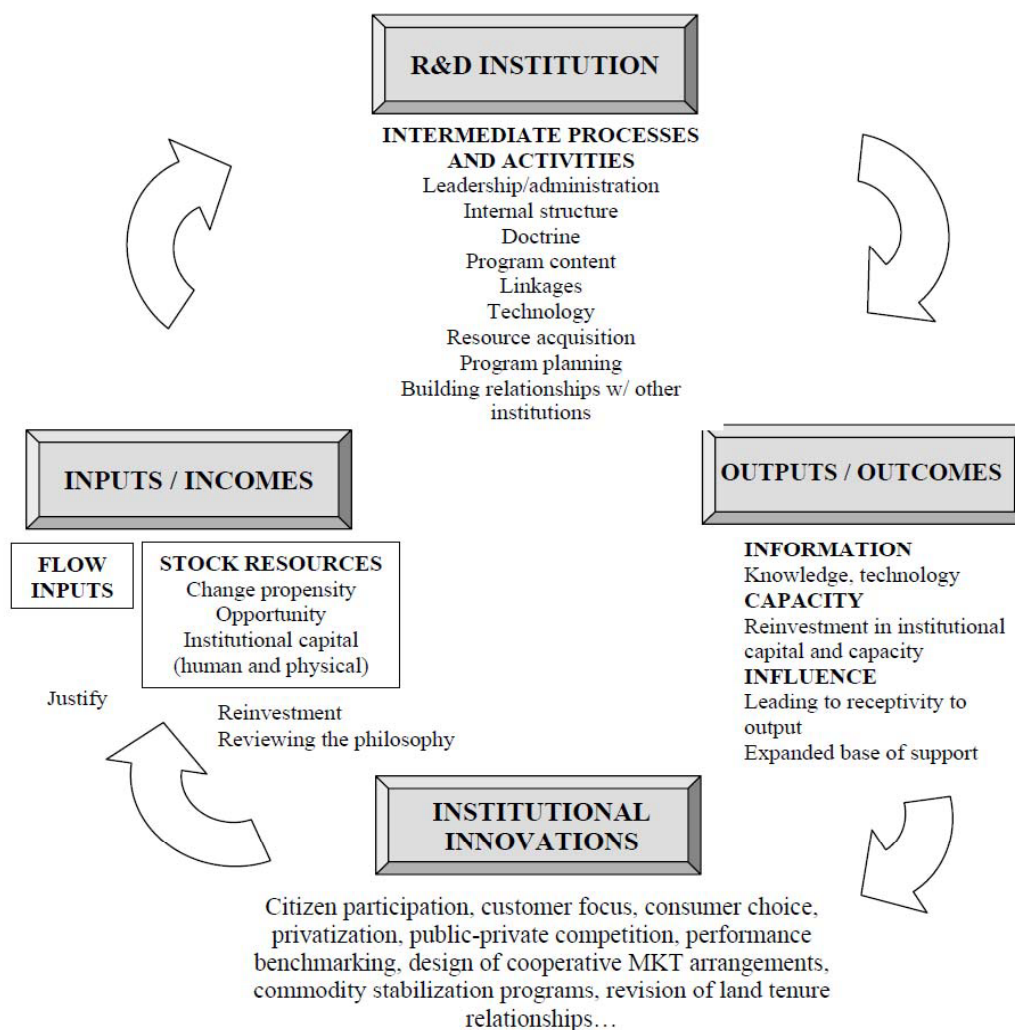 R&D INSTITUTION
INTERMEDIATE PROCESSES
AND ACTIVITIES
Leadership/administration
Internal structure
Doctrine
Program content
Linkages
Technology
Resource acquisition
Program planning
Building relationships w/ other
institutions
INPUTS / INCOMES
FLOW
INPUTS
STOCK RESOURCES
Change propensity
Opportunity
Institutional capital
(human and physical)
Justify
Reinvestment
Reviewing the philosophy
OUTPUTS / OUTCOMES
INFORMATION
Knowledge, technology
CAPACITY
Reinvestment in institutional
capital and capacity
INFLUENCE
Leading to receptivity to
output
Expanded base of support
INSTITUTIONAL
INNOVATIONS
Citizen participation, customer focus, consumer choice,
privatization, public-private competition, performance
benchmarking, design of cooperative MKT arrangements,
commodity stabilization programs, revision of land tenure
relationships…